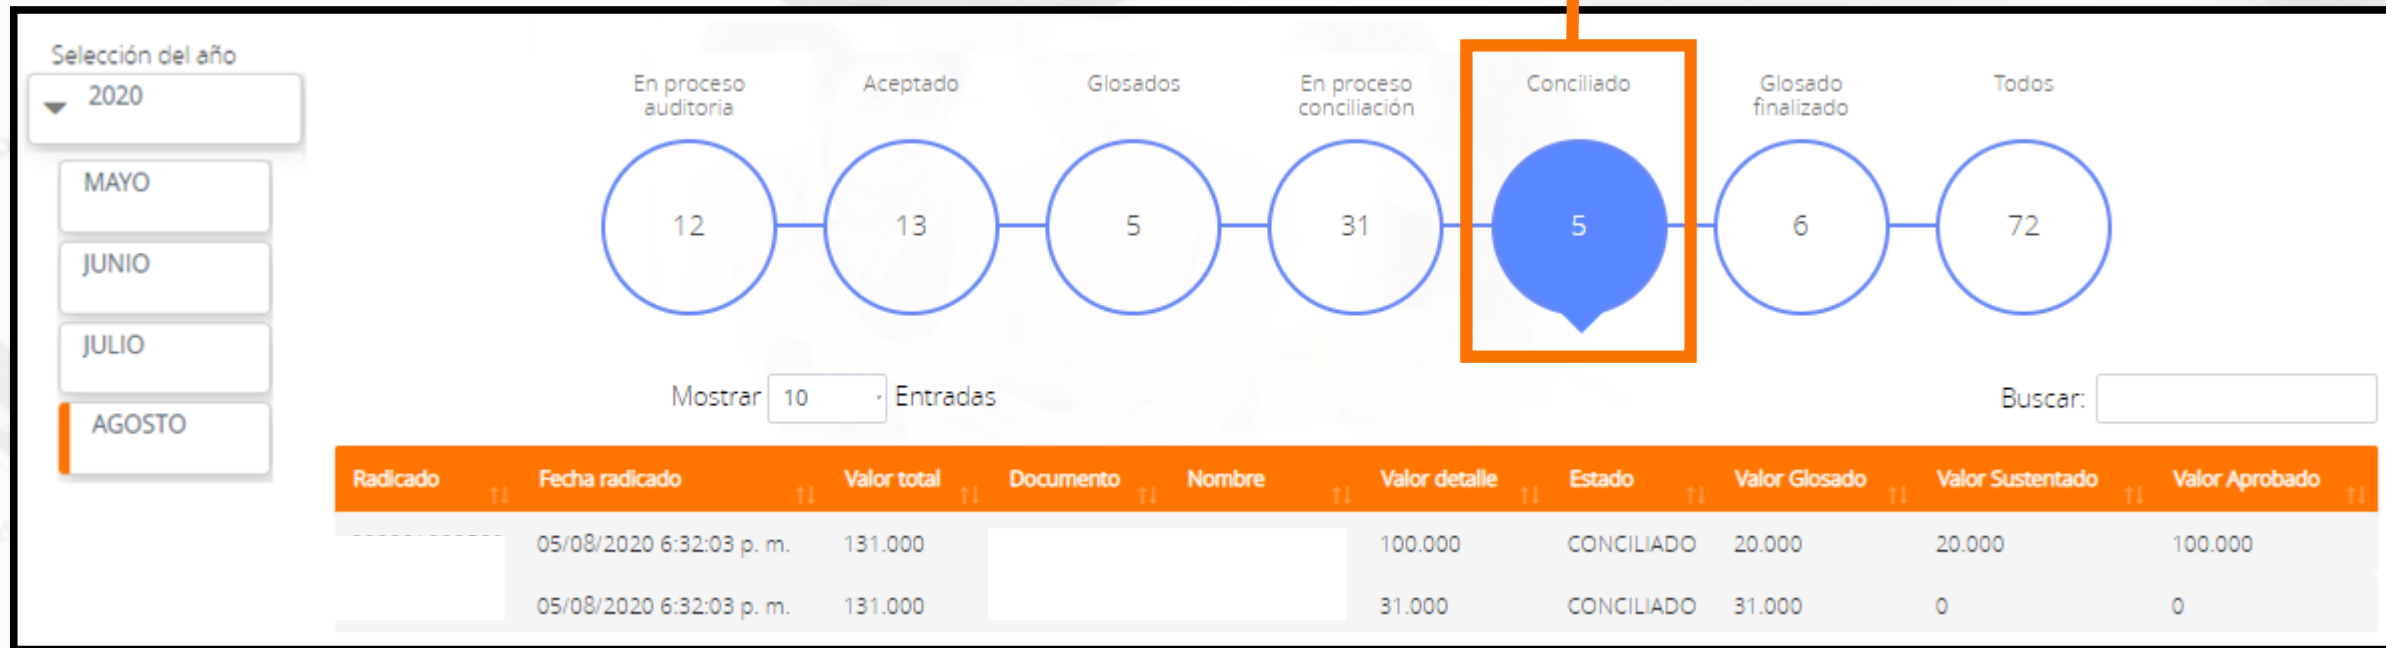 Selección del año
2020
MAYO
JUNIO
JULIO
AGOSTO
En proceso
auditoria
Aceptado
Glosados
En proceso
conciliación
Conciliado
Glosado
finalizado
Todos
12 13 5 31 5 6 72
Mostrar 10 Entradas
Buscar:
Radicado Fecha radicado Valor total Documento Nombre Valor detalle Estado Valor Glosado Valor Sustentado Valor Aprobado
05/08/2020 6:32:03 p. m. 131.000 100.000 CONCILIADO 20.000 20.000 100.000
05/08/2020 6:32:03 p. m. 131.000 31.000 CONCILIADO 31.000 0 0